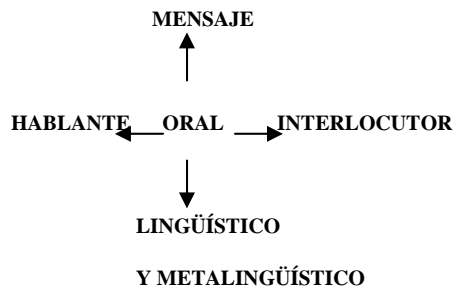 MENSAJE
HABLANTE ORAL INTERLOCUTOR
LINGÜÍSTICO
Y METALINGÜÍSTICO